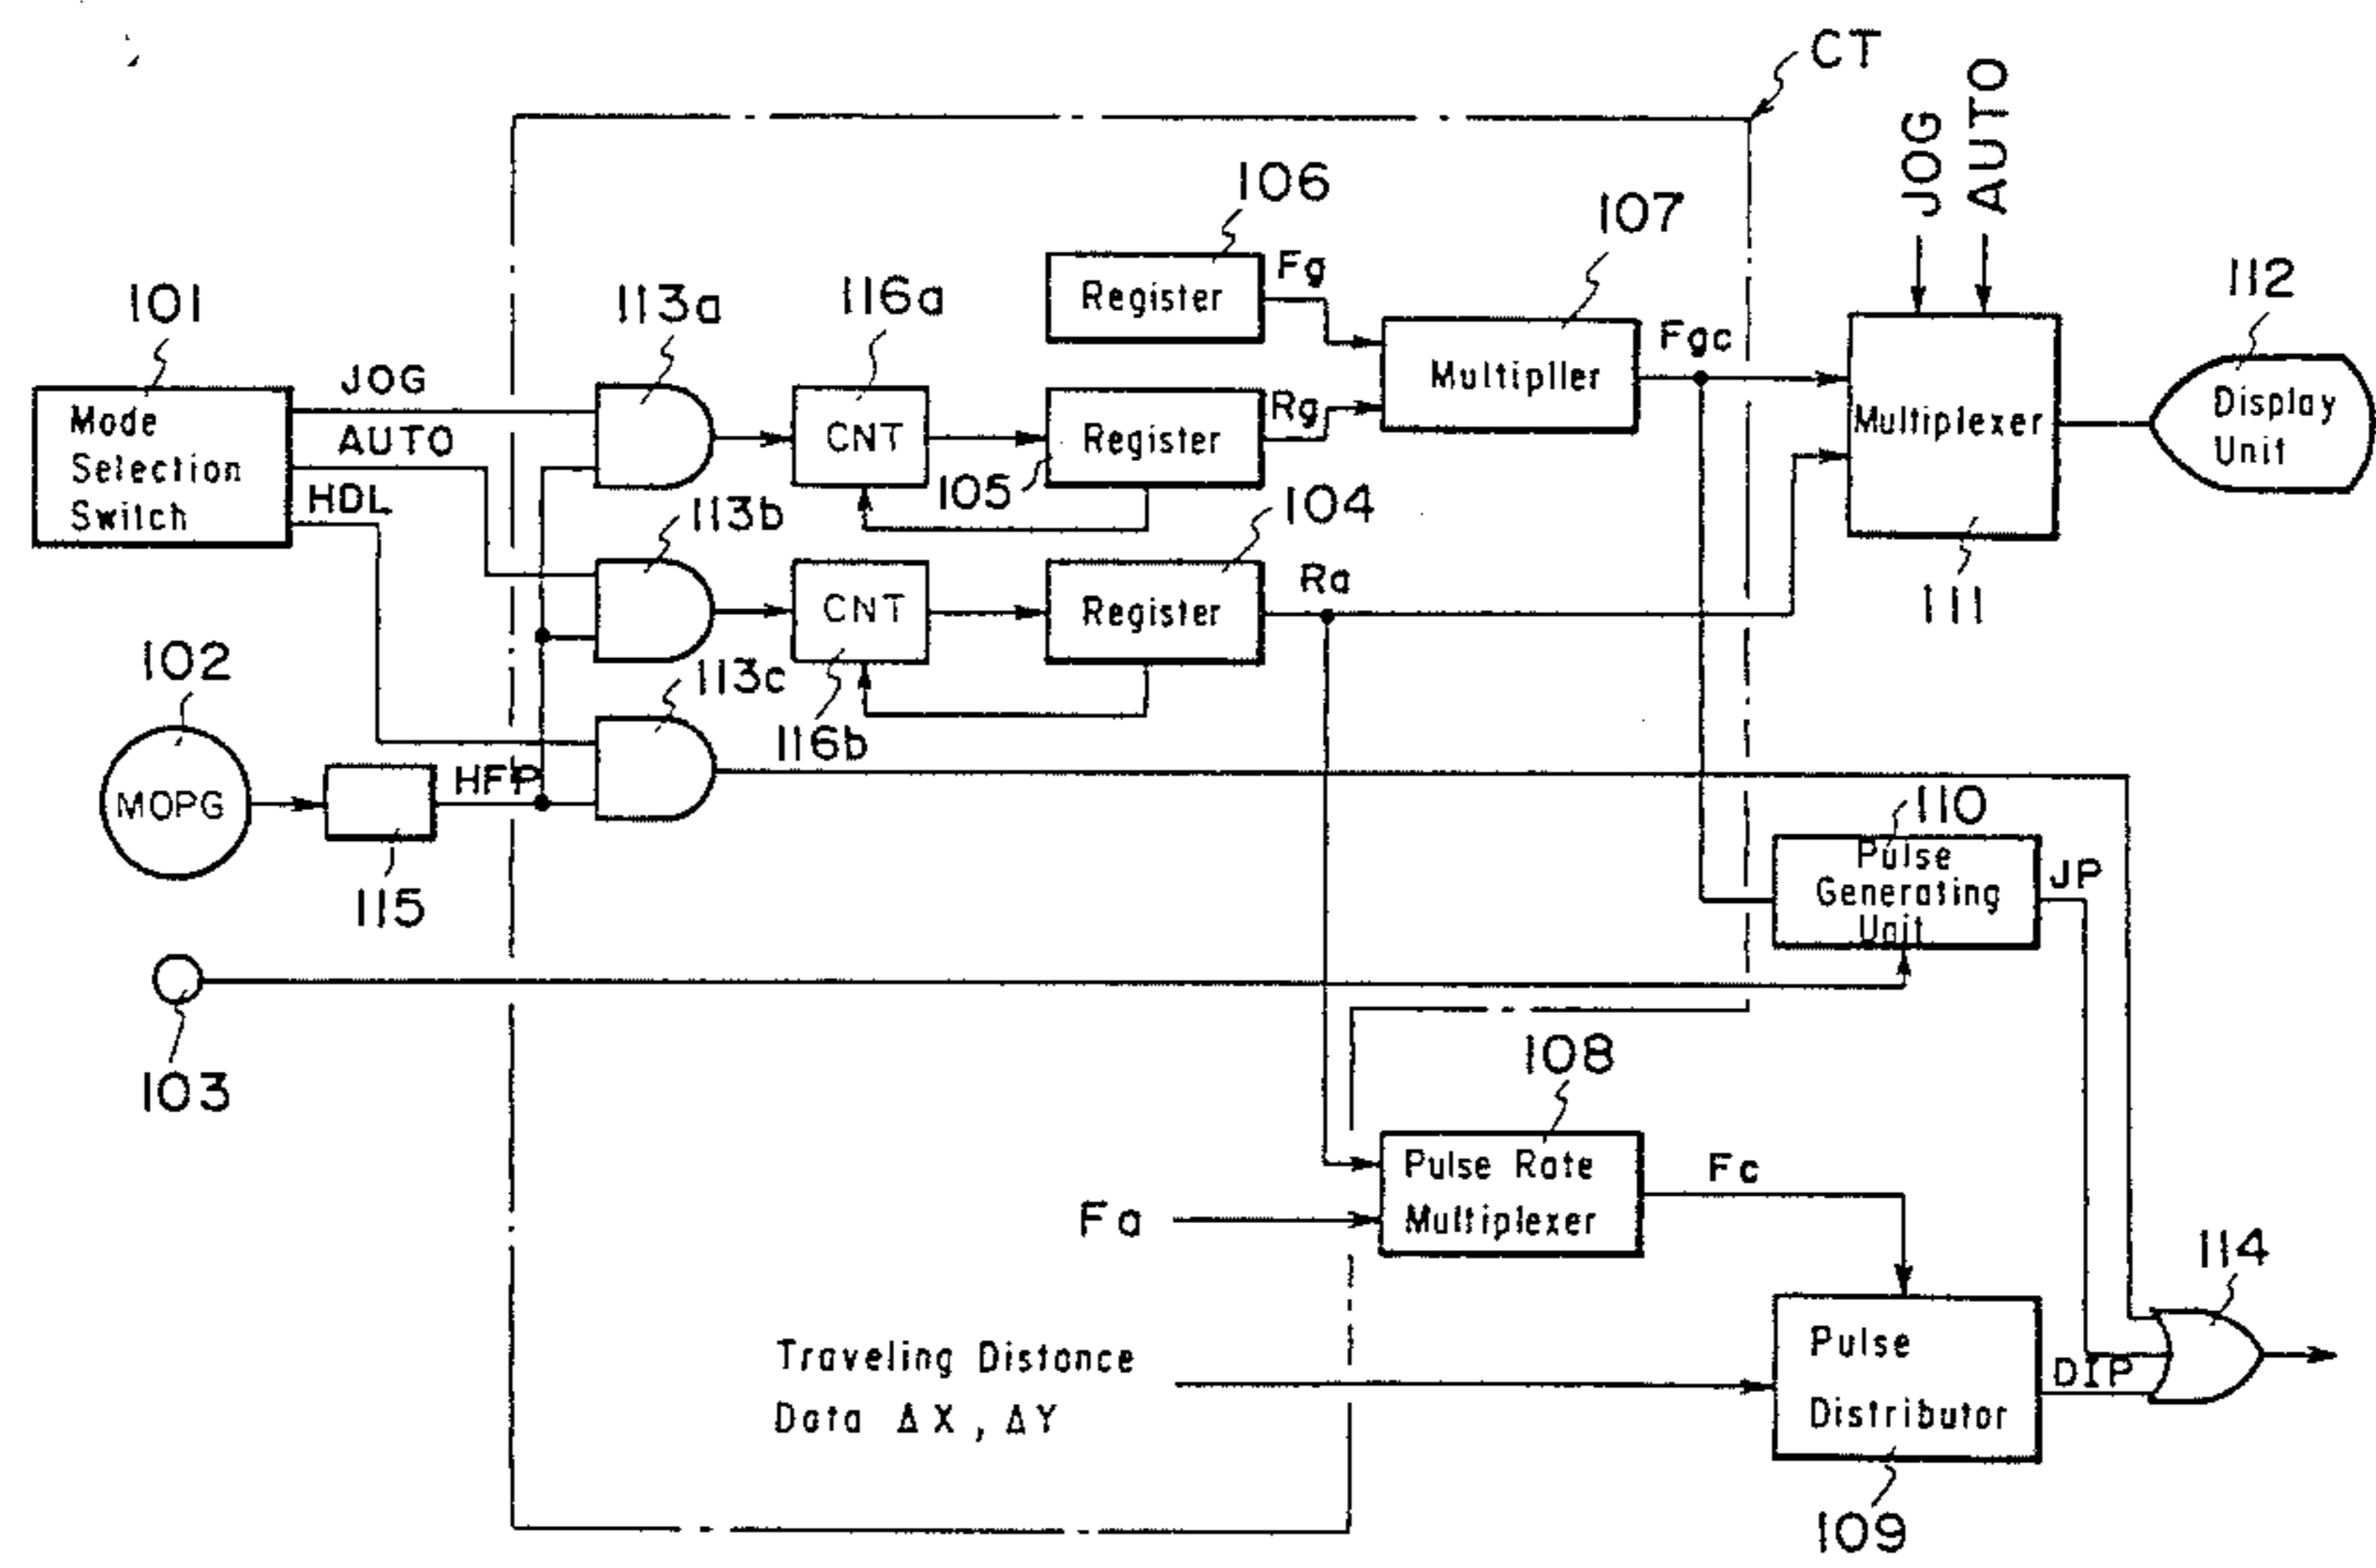 CT
JOG
AUTO
106
107
101
113a
116a
Fg
112
Register
Fgc
JOG
Multiplier
Mode
AUTO
CNT
Register
Rg
Multiplexer
Display
Selection
Unit
Switch
HDL
105
113b
104
CNT
Register
Ra
111
102
113c
116b
MOPG
HFP
110
115
Pulse
Generating
Unit
JP
103
108
Pulse Rate
Multiplexer
Fc
Fa
114
Traveling Distance
Data ΔX, ΔY
Pulse
Distributor
DIP
109